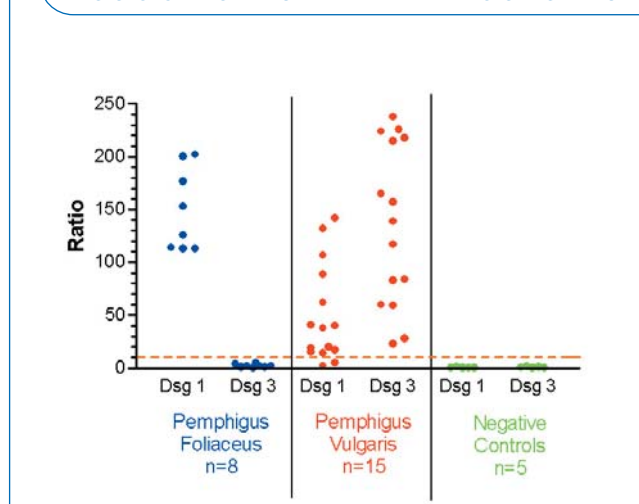 250
200
150
100
50
0
Ratio
Dsg 1 Dsg 3 Dsg 1 Dsg 3 Dsg 1 Dsg 3
Pemphigus
Foliaceus
n=8
Pemphigus
Vulgaris
n=15
Negative
Controls
n=5